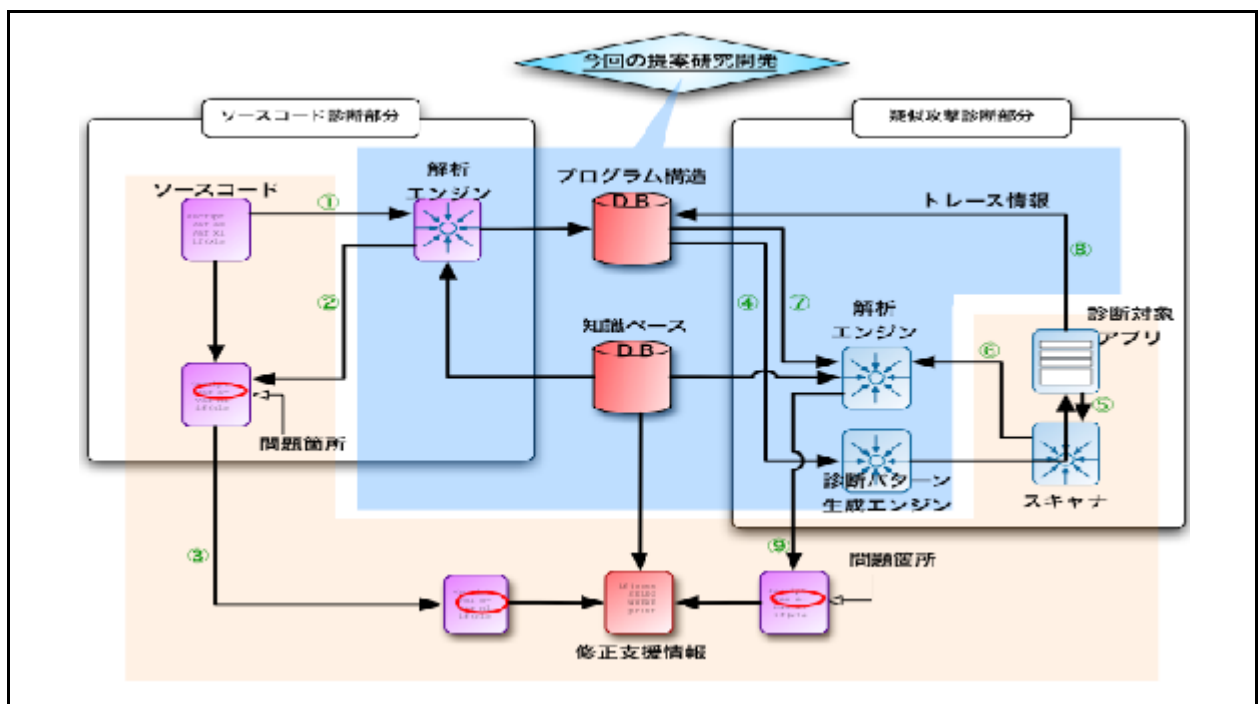 今回の提案研究開発
ソースコード診断部分
疑似攻撃診断部分
ソースコード
①
解析
エンジン
プログラム構造
DB
トレース情報
⑧
②
④
⑦
知識ベース
DB
解析
エンジン
診断対象
アプリ
⑥
⑤
問題箇所
診断パターン
生成エンジン
スキャナ
③
⑨
問題箇所
修正支援情報